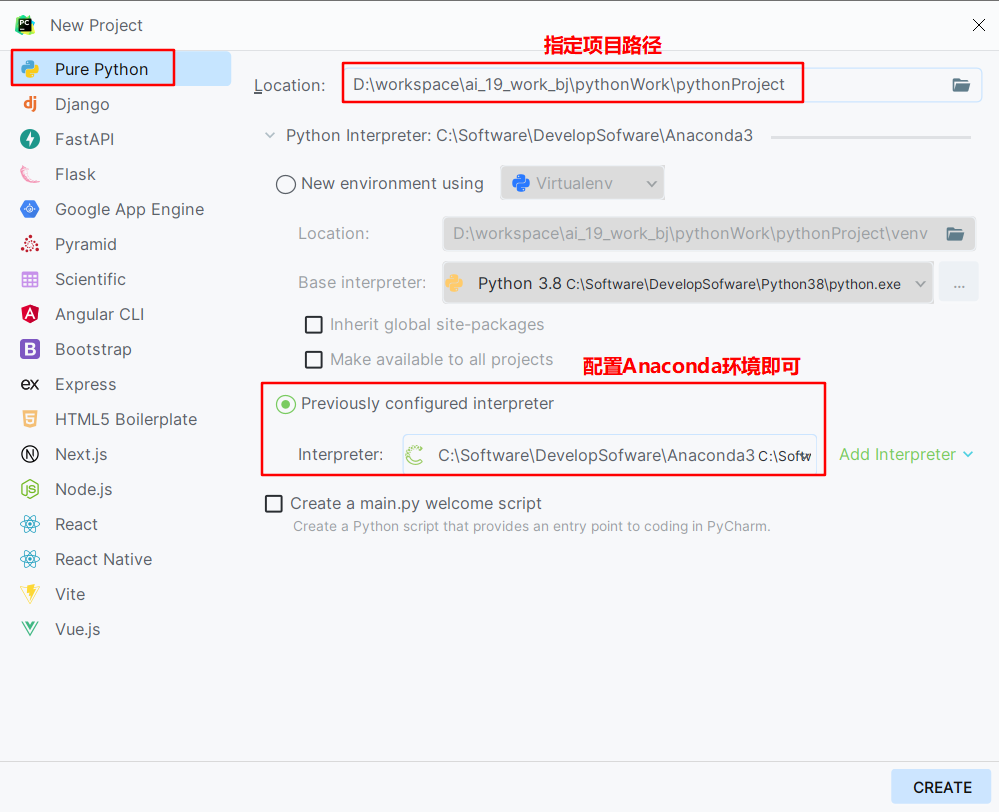 New Project
指定项目路径
Pure Python
Location: D:\workspace\ai_19_work_bj\pythonWork\pythonProject
Django
Python Interpreter: C:\Software\DevelopSofware\Anaconda3
FastAPI
Flask
New environment using Virtualenv
Google App Engine
Location: D:\workspace\ai_19_work_bj\pythonWork\pythonProject\venv
Pyramid
Scientific
Base interpreter: Python 3.8 C:\Software\DevelopSofware\Python38\python.exe ...
Angular CLI
Inherit global site-packages
Bootstrap
Make available to all projects
配置Anaconda环境即可
Express
Previously configured interpreter
HTML5 Boilerplate
Next.js
Interpreter: C:\Software\DevelopSofware\Anaconda3 C:\Softw Add Interpreter
Node.js
Create a main.py welcome script
React
Create a Python script that provides an entry point to coding in PyCharm.
React Native
Vite
Vue.js
CREATE